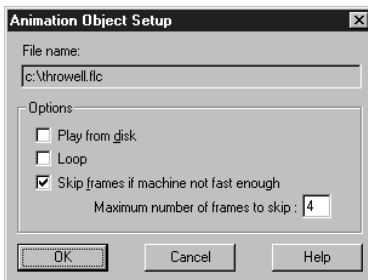 Animation Object Setup
File name:
c:\throwell.flc
Options
Play from disk
Loop
Skip frames if machine not fast enough
Maximum number of frames to skip : 4
OK Cancel Help